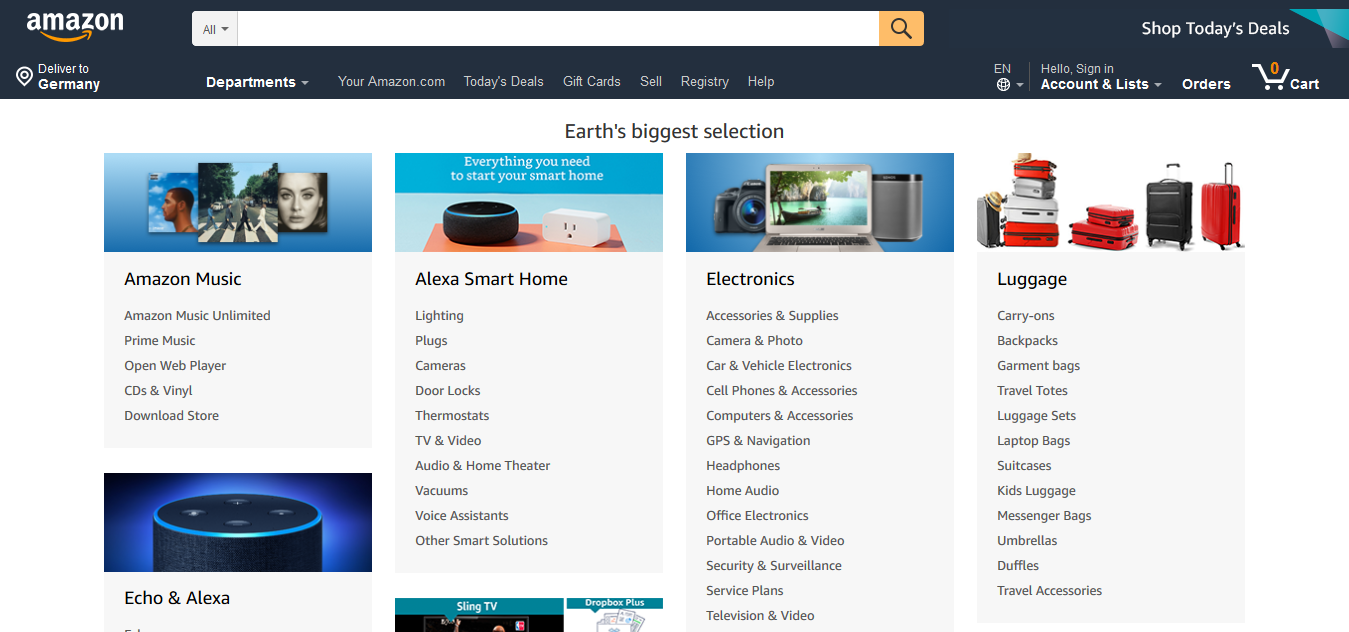 amazon
All
Shop Today's Deals
Deliver to
Germany
Departments
Your Amazon.com
Today's Deals
Gift Cards
Sell
Registry
Help
EN
Hello, Sign in
Account & Lists
Orders
0
Cart
Earth's biggest selection
Amazon Music
Amazon Music Unlimited
Prime Music
Open Web Player
CDs & Vinyl
Download Store
Echo & Alexa
Everything you need
to start your smart home
Alexa Smart Home
Lighting
Plugs
Cameras
Door Locks
Thermostats
TV & Video
Audio & Home Theater
Vacuums
Voice Assistants
Other Smart Solutions
Sling TV
Dropbox Plus
Electronics
Accessories & Supplies
Camera & Photo
Car & Vehicle Electronics
Cell Phones & Accessories
Computers & Accessories
GPS & Navigation
Headphones
Home Audio
Office Electronics
Portable Audio & Video
Security & Surveillance
Service Plans
Television & Video
Luggage
Carry-ons
Backpacks
Garment bags
Travel Totes
Luggage Sets
Laptop Bags
Suitcases
Kids Luggage
Messenger Bags
Umbrellas
Duffles
Travel Accessories